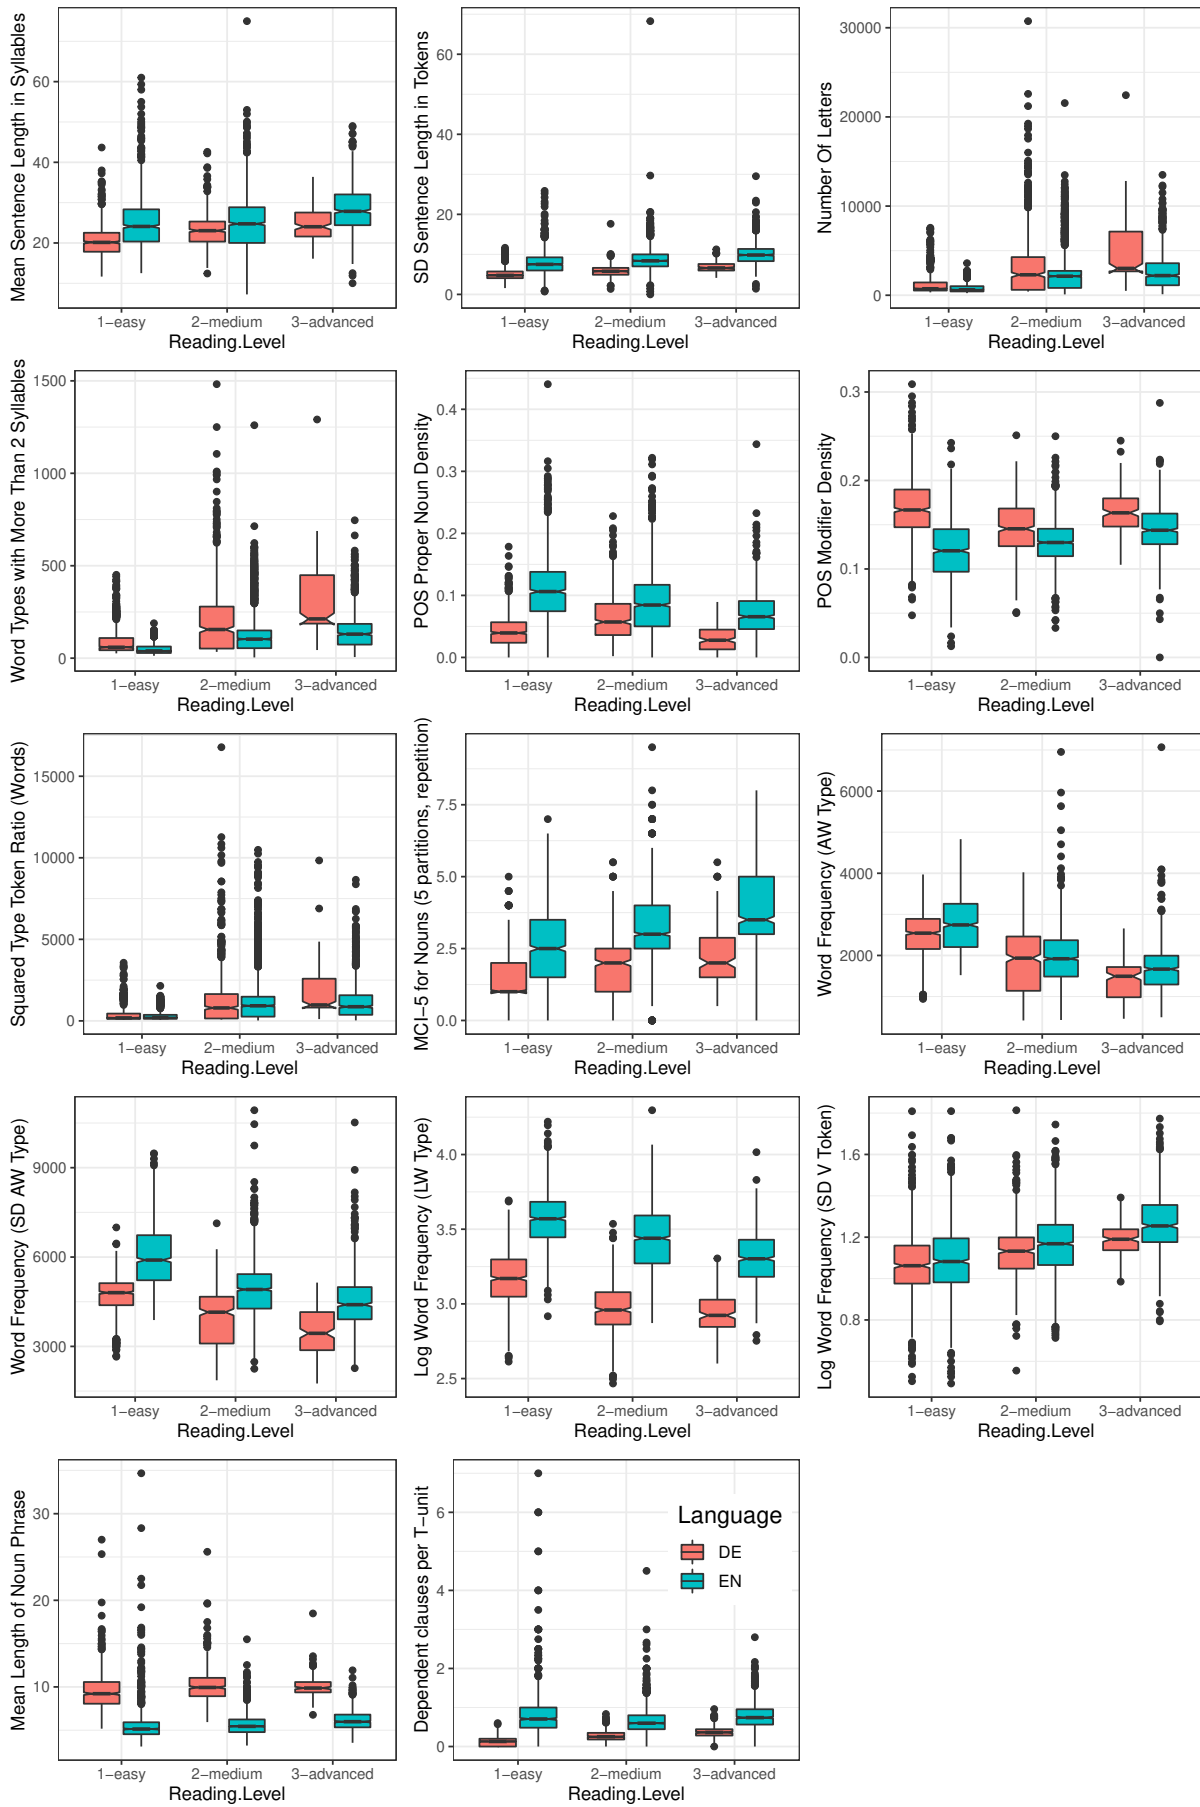 Mean Sentence Length in Syllables
60
40
20
1−easy 2−medium 3−advanced
Reading.Level
SD Sentence Length in Tokens
60
40
20
0
1−easy 2−medium 3−advanced
Reading.Level
Number Of Letters
30000
20000
10000
0
1−easy 2−medium 3−advanced
Reading.Level
Word Types with More Than 2 Syllables
1500
1000
500
0
1−easy 2−medium 3−advanced
Reading.Level
POS Proper Noun Density
0.4
0.3
0.2
0.1
0.0
1−easy 2−medium 3−advanced
Reading.Level
POS Modifier Density
0.3
0.2
0.1
0.0
1−easy 2−medium 3−advanced
Reading.Level
Squared Type Token Ratio (Words)
15000
10000
5000
0
1−easy 2−medium 3−advanced
Reading.Level
MCI−5 for Nouns (5 partitions, repetition)
7.5
5.0
2.5
0.0
1−easy 2−medium 3−advanced
Reading.Level
Word Frequency (AW Type)
6000
4000
2000
1−easy 2−medium 3−advanced
Reading.Level
Word Frequency (SD AW Type)
9000
6000
3000
1−easy 2−medium 3−advanced
Reading.Level
Log Word Frequency (LW Type)
4.0
3.5
3.0
2.5
1−easy 2−medium 3−advanced
Reading.Level
Log Word Frequency (SD V Token)
1.6
1.2
0.8
1−easy 2−medium 3−advanced
Reading.Level
Mean Length of Noun Phrase
30
20
10
1−easy 2−medium 3−advanced
Reading.Level
Dependent clauses per T−unit
6
4
2
0
1−easy 2−medium 3−advanced
Reading.Level
Language
DE
EN